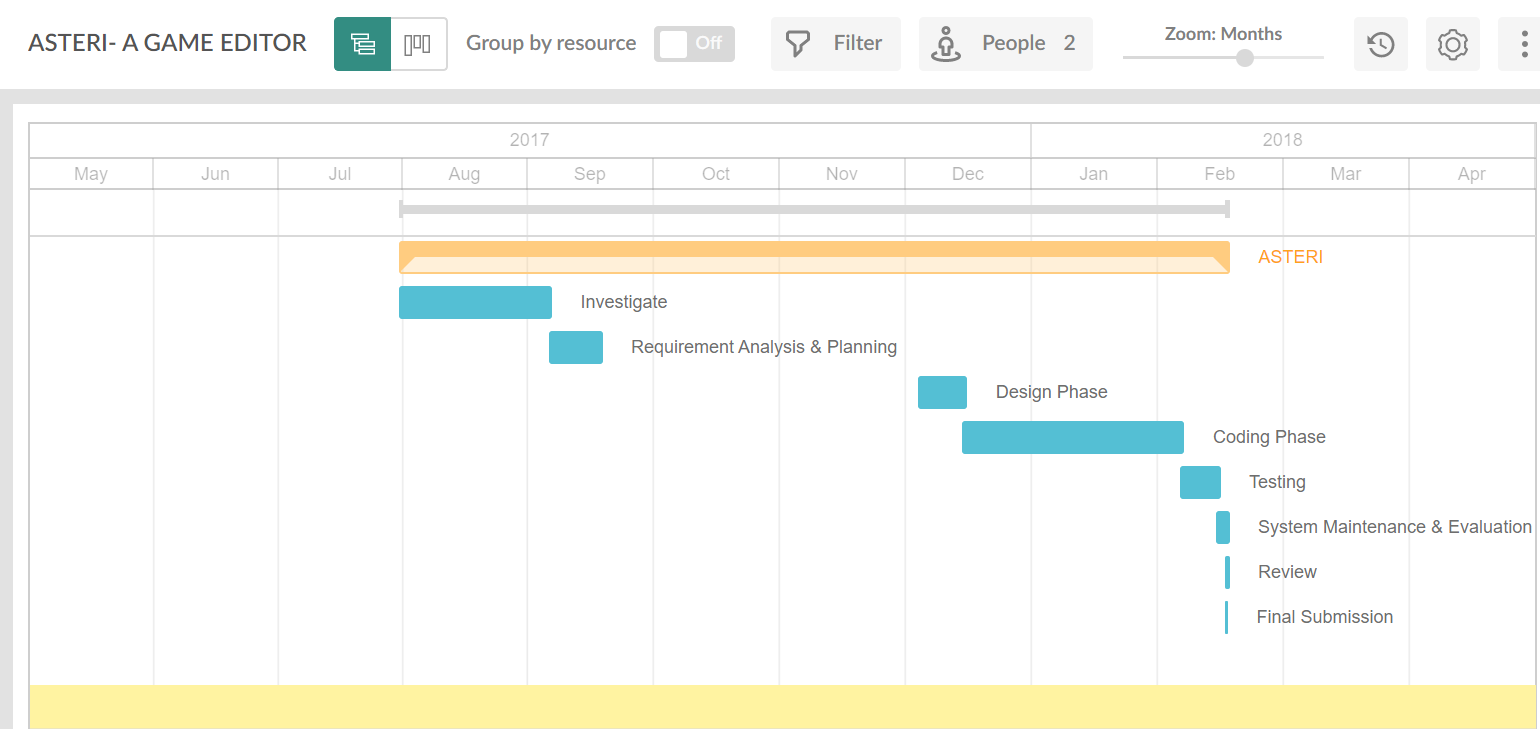 ASTERI- A GAME EDITOR Group by resource Off Filter People 2 Zoom: Months
2017 2018
May Jun Jul Aug Sep Oct Nov Dec Jan Feb Mar Apr
ASTERI
Investigate
Requirement Analysis & Planning
Design Phase
Coding Phase
Testing
System Maintenance & Evaluation
Review
Final Submission